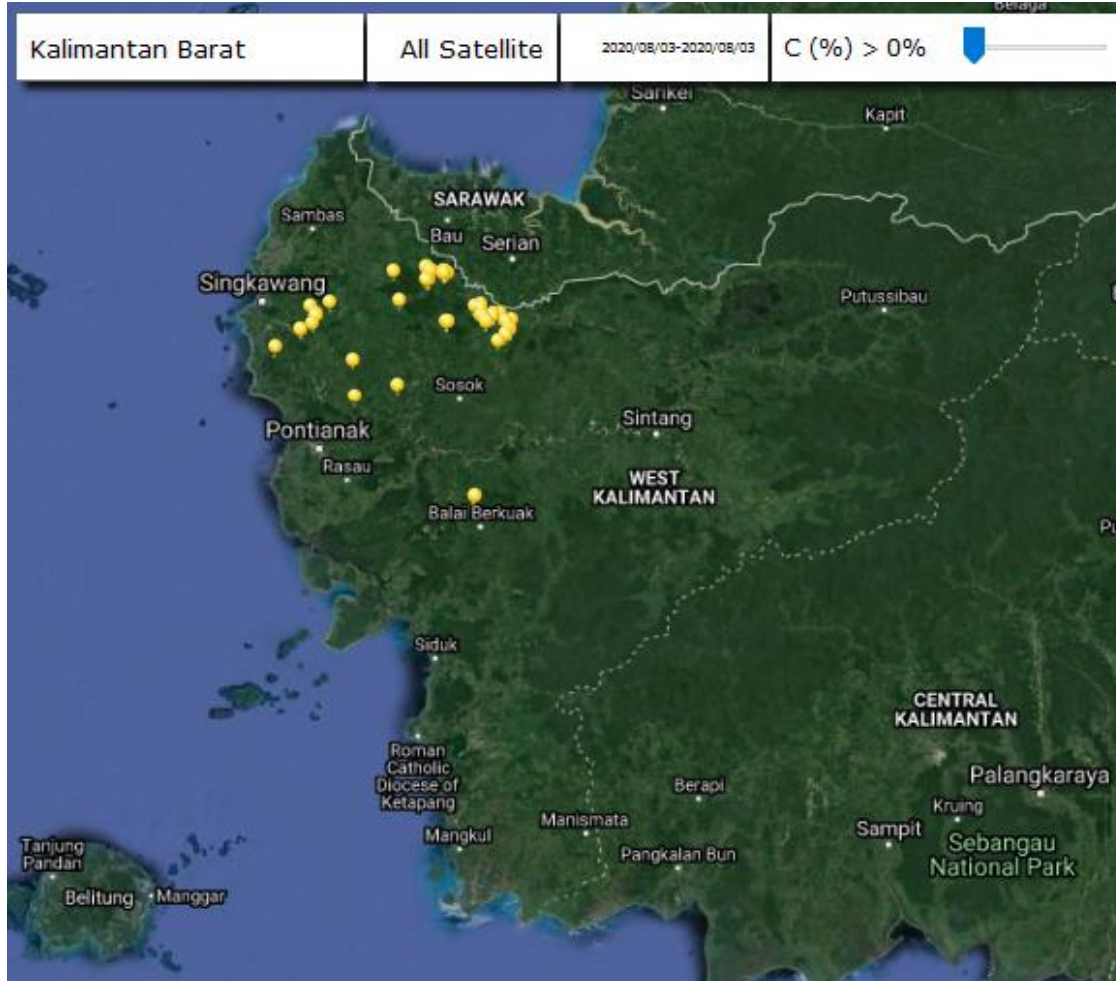 Belaga
Kalimantan Barat
All Satellite
2020/08/03-2020/08/03
C (%) > 0%
Sarikei
Kapit
SARAWAK
Sambas
Bau
Serian
Singkawang
Putussibau
Sosok
Pontianak
Sintang
Rasau
WEST
KALIMANTAN
Balai Berkuak
Siduk
CENTRAL
KALIMANTAN
Roman
Catholic
Diocese of
Ketapang
Palangkaraya
Berapi
Kruing
Manismata
Sampit
Mangkul
Sebangau
National Park
Tanjung
Pandan
Pangkalan Bun
Belitung
Manggar